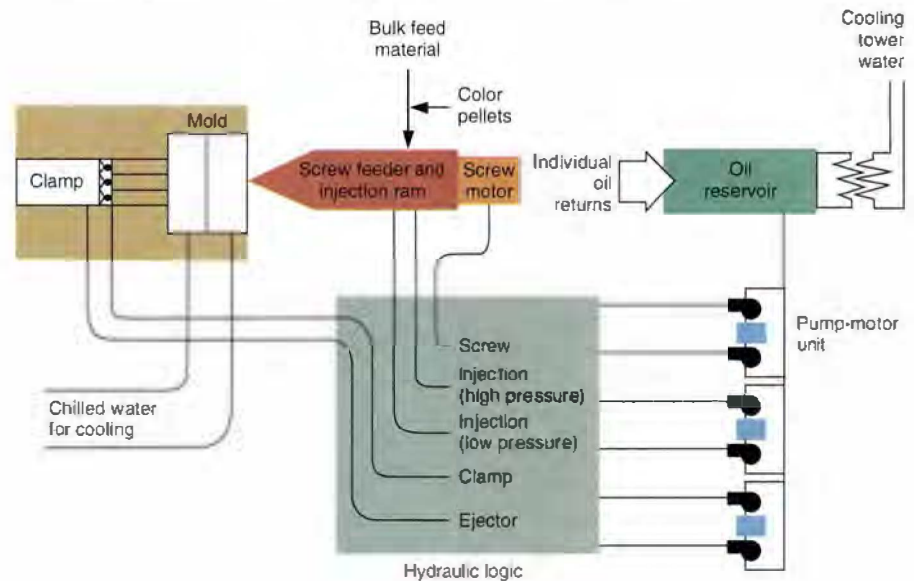 Bulk feed
material
Color
pellets
Cooling
tower
water
Mold
Clamp
Screw feeder and
injection ram
Screw
motor
Individual
oil
returns
Oil
reservoir
Pump-motor
unit
Screw
Injection
(high pressure)
Injection
(low pressure)
Clamp
Ejector
Chilled water
for cooling
Hydraulic logic